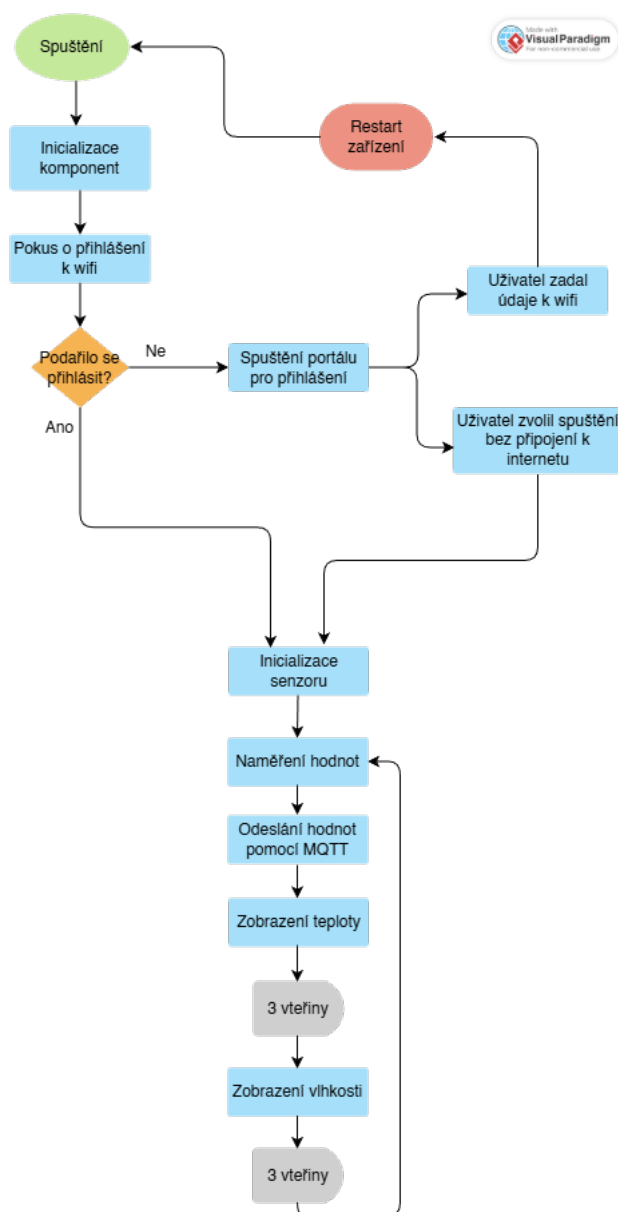 Spuštění
Made with
VisualParadigm
For non-commercial use
Restart
zařízení
Inicializace
komponent
Pokus o přihlášení
k wifi
Uživatel zadal
údaje k wifi
Podařilo se
přihlásit?
Ne
Spuštění portálu
pro přihlášení
Ano
Uživatel zvolil spuštění
bez připojení k
internetu
Inicializace
senzoru
Naměření hodnot
Odeslání hodnot
pomocí MQTT
Zobrazení teploty
3 vteřiny
Zobrazení vlhkosti
3 vteřiny